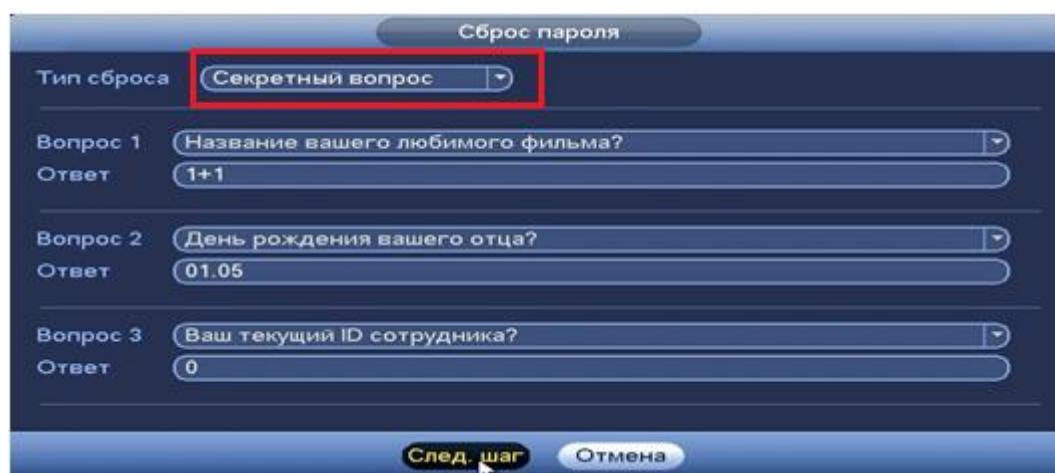 Сброс пароля
Тип сброса Секретный вопрос
Вопрос 1 Название вашего любимого фильма?
Ответ 1+1
Вопрос 2 День рождения вашего отца?
Ответ 01.05
Вопрос 3 Ваш текущий ID сотрудника?
Ответ 0
След. шаг Отмена